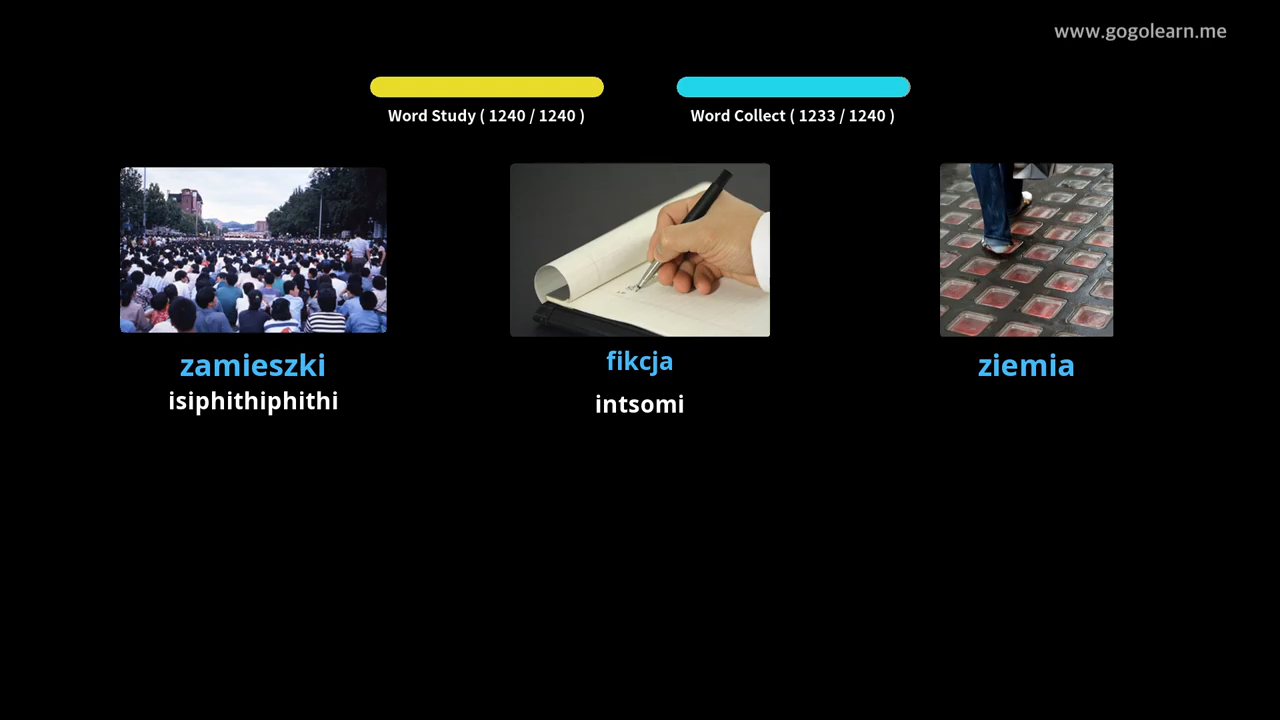 www.gogolearn.me
Word Study ( 1240 / 1240 )
Word Collect ( 1233 / 1240 )
zamieszki
isiphithiphithi
fikcja
intsomi
ziemia